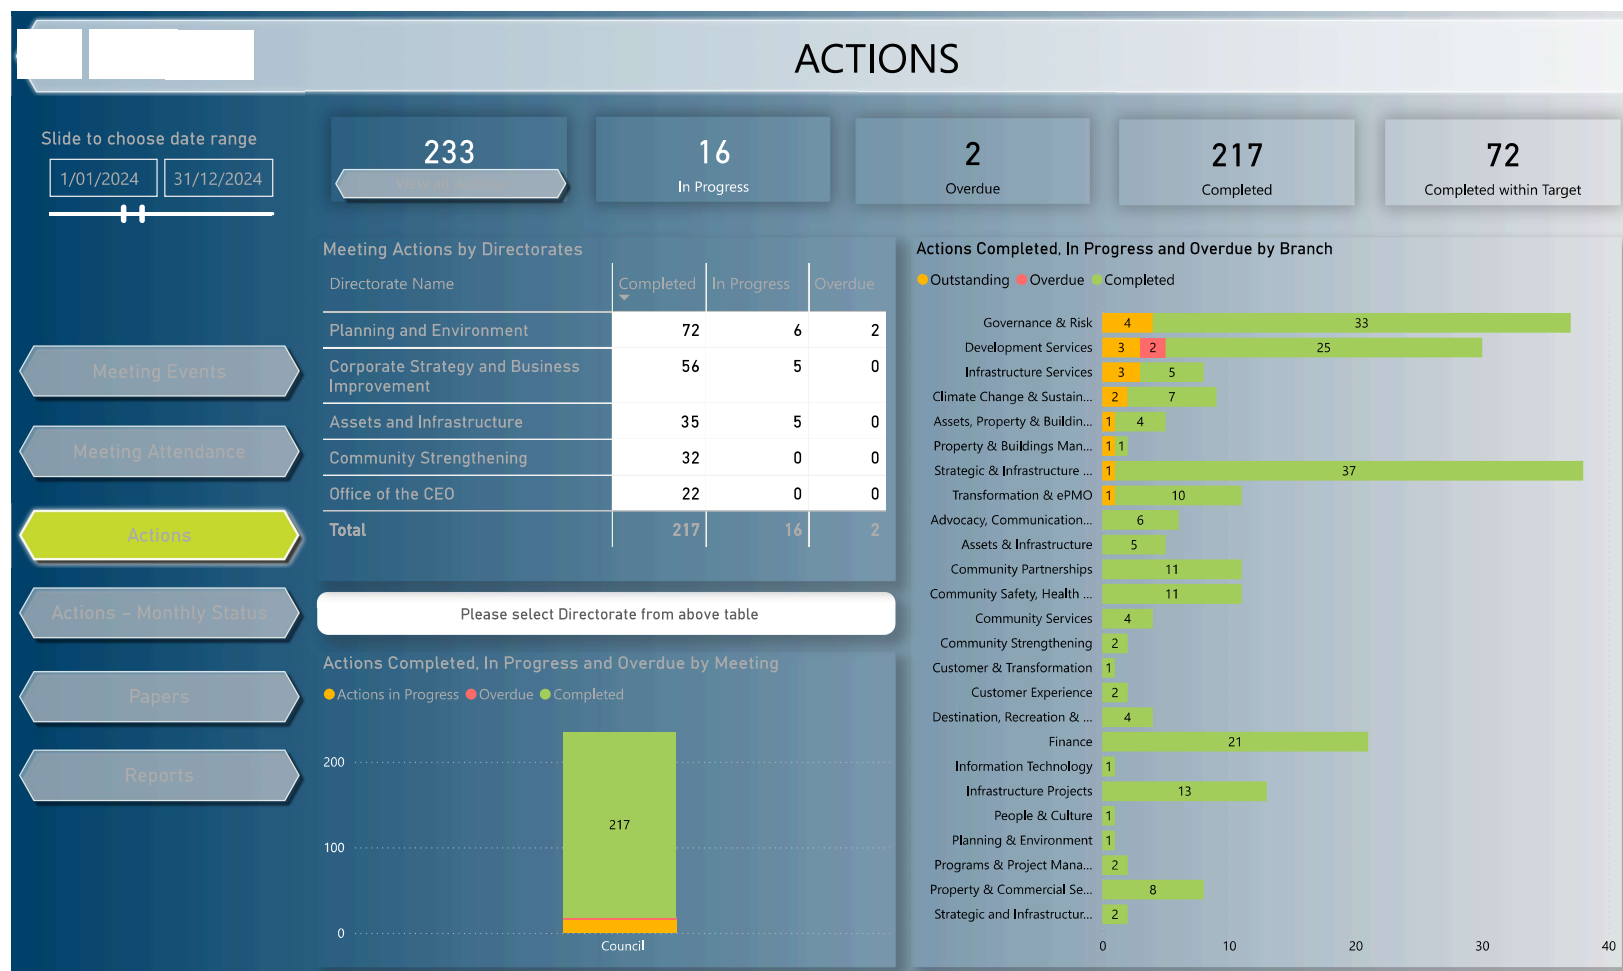 ACTIONS
Slide to choose date range
1/01/2024 31/12/2024
233
View all Actions
16
In Progress
2
Overdue
217
Completed
72
Completed within Target
Meeting Events
Meeting Attendance
Actions
Actions – Monthly Status
Papers
Reports
Meeting Actions by Directorates
Directorate Name Completed In Progress Overdue
Planning and Environment 72 6 2
Corporate Strategy and Business
Improvement 56 5 0
Assets and Infrastructure 35 5 0
Community Strengthening 32 0 0
Office of the CEO 22 0 0
Total 217 16 2
Please select Directorate from above table
Actions Completed, In Progress and Overdue by Meeting
Actions in Progress Overdue Completed
200
100
0
217
Council
Actions Completed, In Progress and Overdue by Branch
Outstanding Overdue Completed
Governance & Risk 4 33
Development Services 3 2 25
Infrastructure Services 3 5
Climate Change & Sustain... 2 7
Assets, Property & Buildin... 1 4
Property & Buildings Man... 1 1
Strategic & Infrastructure ... 1 37
Transformation & ePMO 1 10
Advocacy, Communication... 6
Assets & Infrastructure 5
Community Partnerships 11
Community Safety, Health ... 11
Community Services 4
Community Strengthening 2
Customer & Transformation 1
Customer Experience 2
Destination, Recreation & ... 4
Finance 21
Information Technology 1
Infrastructure Projects 13
People & Culture 1
Planning & Environment 1
Programs & Project Mana... 2
Property & Commercial Se... 8
Strategic and Infrastructur... 2
0 10 20 30 40